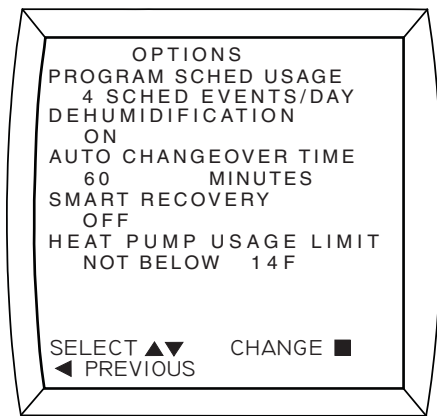 OPTIONS
PROGRAM SCHED USAGE
4 SCHED EVENTS/DAY
DEHUMIDIFICATION
ON
AUTO CHANGEOVER TIME
60 MINUTES
SMART RECOVERY
OFF
HEAT PUMP USAGE LIMIT
NOT BELOW 14F
SELECT ▲▼ CHANGE ■
◀ PREVIOUS